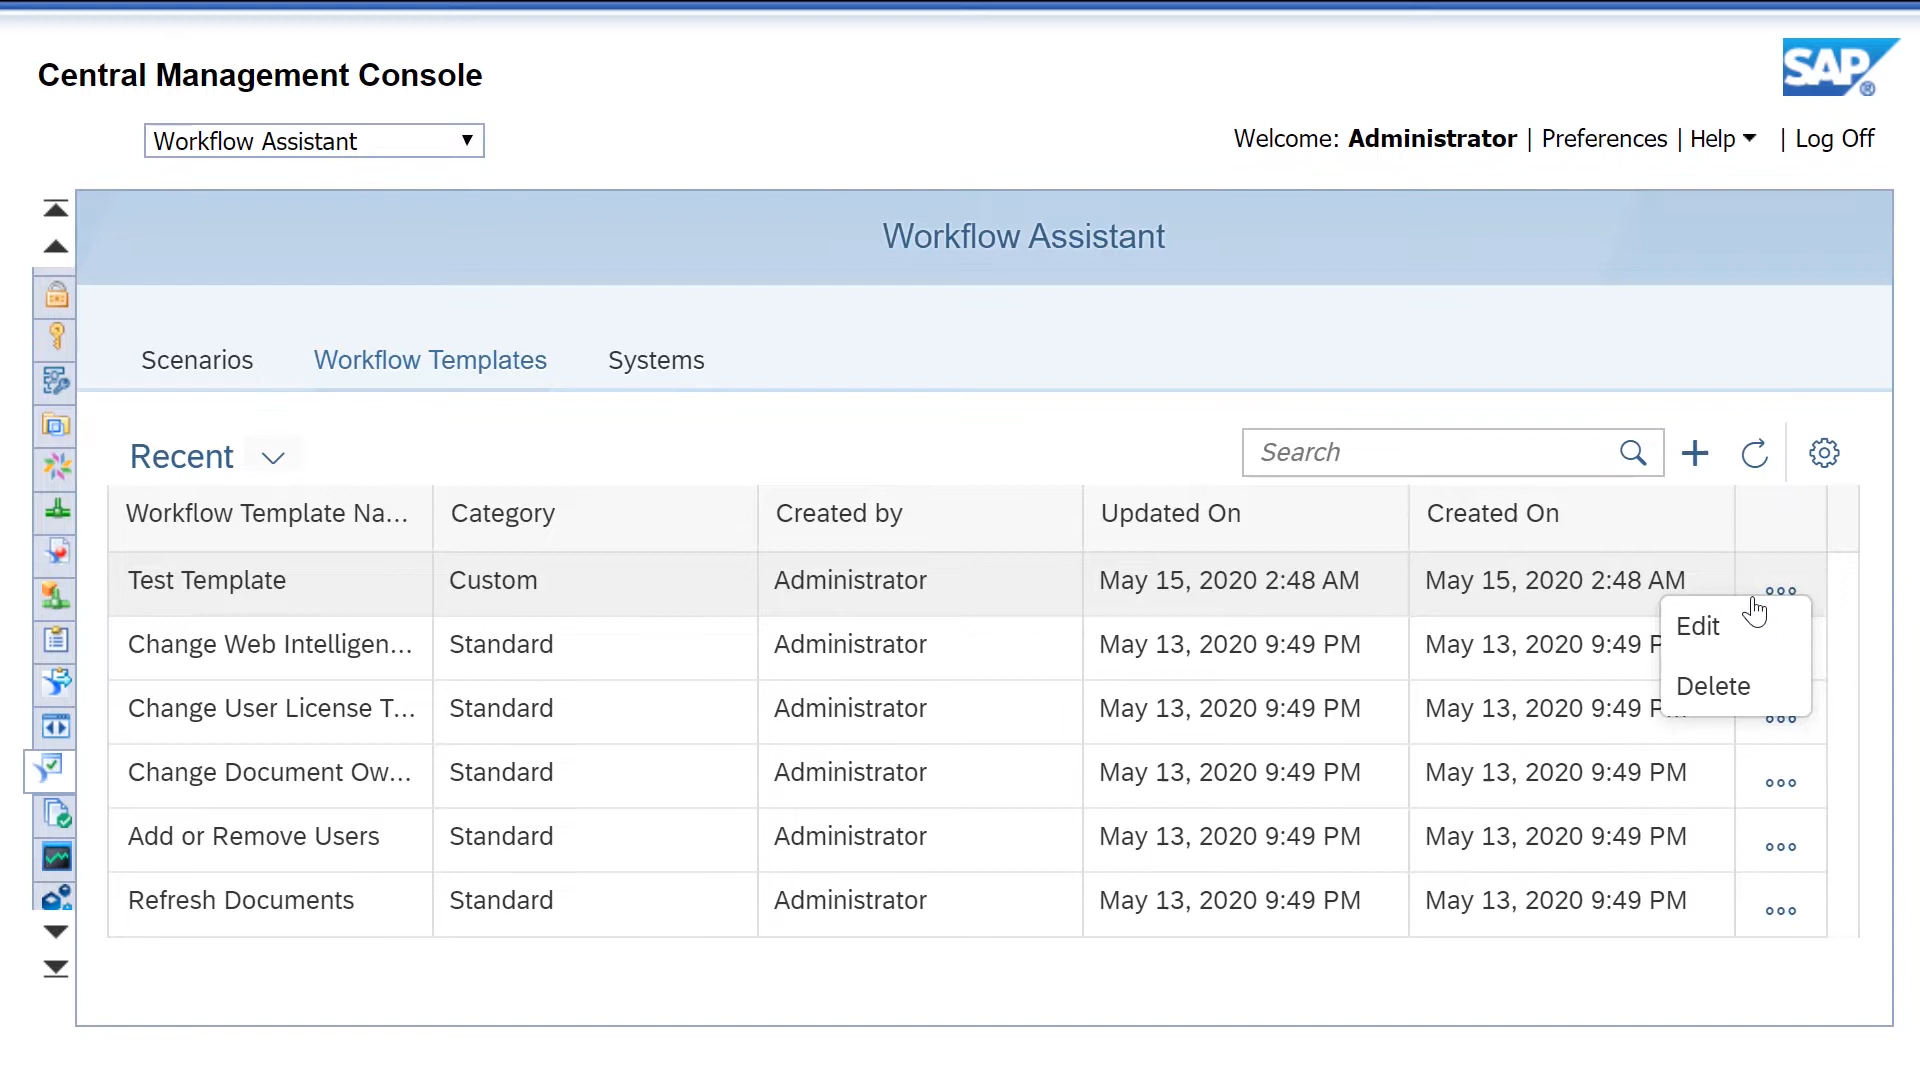 Central Management Console
SAP®
Workflow Assistant
Welcome: Administrator | Preferences | Help | Log Off
Workflow Assistant
Scenarios Workflow Templates Systems
Recent Search
Workflow Template Na... Category Created by Updated On Created On
Test Template Custom Administrator May 15, 2020 2:48 AM May 15, 2020 2:48 AM
Edit
Change Web Intelligen... Standard Administrator May 13, 2020 9:49 PM May 13, 2020 9:49 P
Delete
Change User License T... Standard Administrator May 13, 2020 9:49 PM May 13, 2020 9:49 P
Change Document Ow... Standard Administrator May 13, 2020 9:49 PM May 13, 2020 9:49 PM
Add or Remove Users Standard Administrator May 13, 2020 9:49 PM May 13, 2020 9:49 PM
Refresh Documents Standard Administrator May 13, 2020 9:49 PM May 13, 2020 9:49 PM